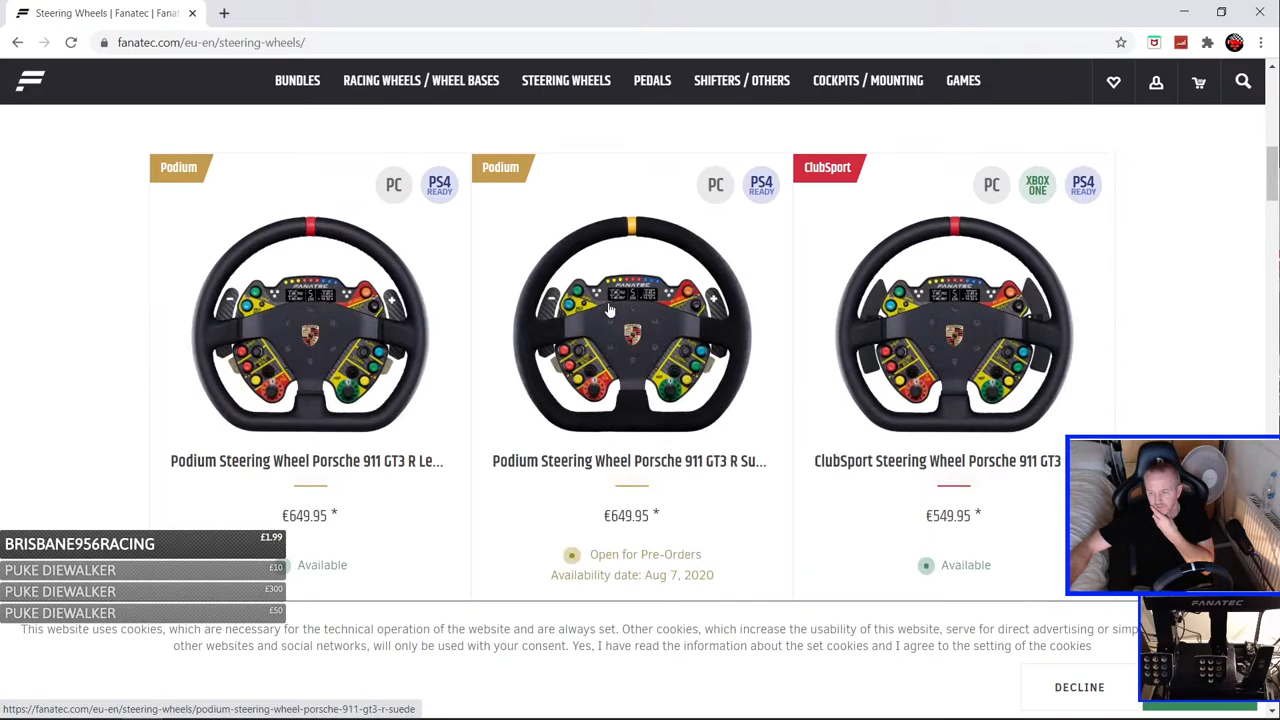 Steering Wheels | Fanatec | Fanat
fanatec.com/eu-en/steering-wheels/
BUNDLES RACING WHEELS / WHEEL BASES STEERING WHEELS PEDALS SHIFTERS / OTHERS COCKPITS / MOUNTING GAMES
Podium
PC
PS4
READY
Podium
PC
PS4
READY
ClubSport
PC
XBOX
ONE
PS4
READY
FANATEC
FANATEC
FANATEC
Podium Steering Wheel Porsche 911 GT3 R Le...
Podium Steering Wheel Porsche 911 GT3 R Su...
ClubSport Steering Wheel Porsche 911 GT3
€649.95 *
€649.95 *
€549.95 *
Available
Open for Pre-Orders
Availability date: Aug 7, 2020
Available
BRISBANE956RACING £1.99
PUKE DIEWALKER £10
PUKE DIEWALKER £300
PUKE DIEWALKER £50
FANATEC
This website uses cookies, which are necessary for the technical operation of the website and are always set. Other cookies, which increase the usability of this website, serve for direct advertising or simp
other websites and social networks, will only be used with your consent. Yes, I have read the information about the set cookies and I agree to the setting of the cookies
DECLINE
https://fanatec.com/eu-en/steering-wheels/podium-steering-wheel-porsche-911-gt3-r-suede